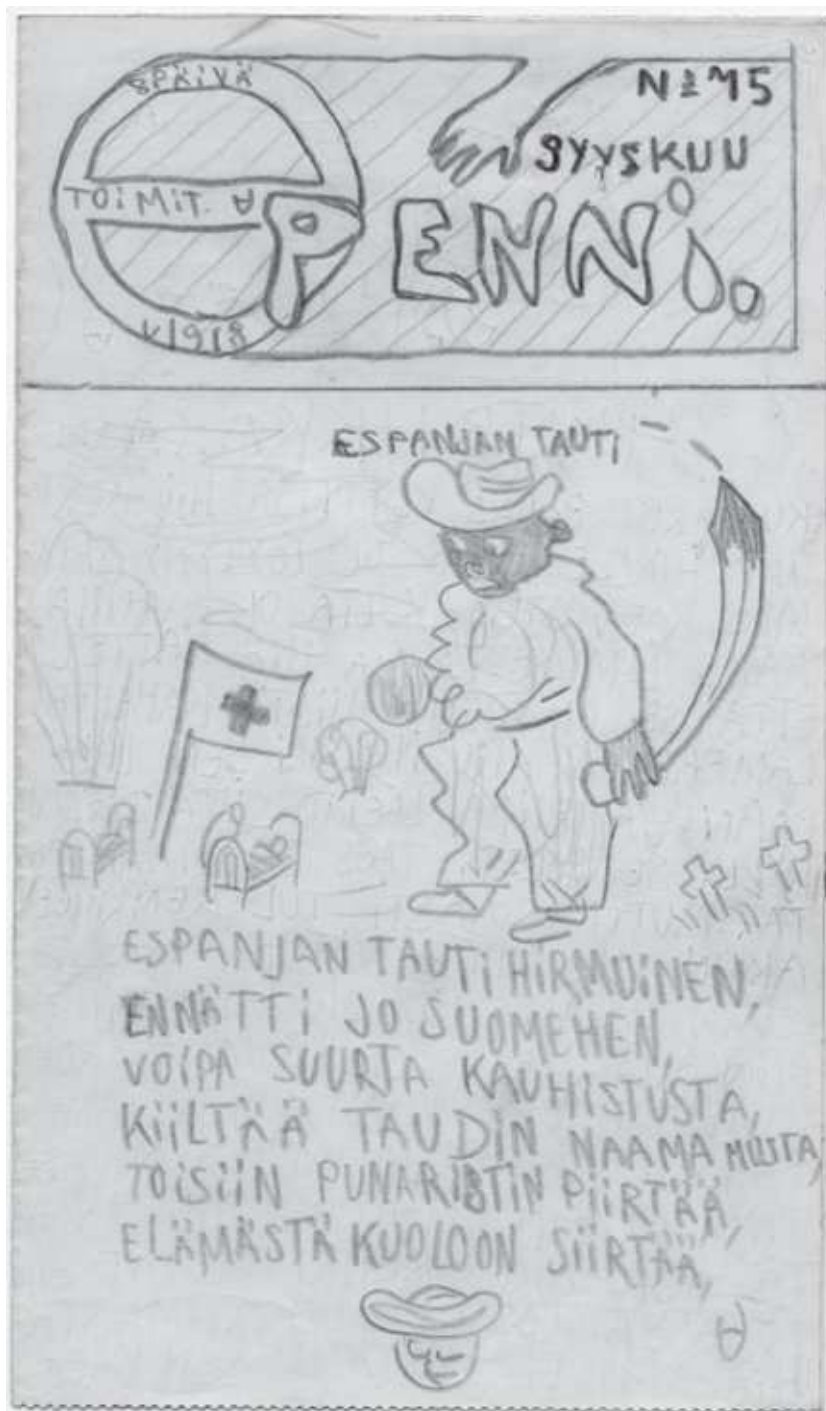 8PÄIVÄ
TOIMIT. A
V1918
No 15
SYYSKUU
PENNi.
ESPANJAN TAUTI
ESPANJAN TAUTi HiRMUiNEN,
ENNÄTTi JO SUOMEHEN,
VOiPA SUURTA KAUHiSTUSTA,
KiiLTÄÄ TAUDiN NAAMA MUSTA,
TOiSiiN PUNARISTiN PiiRTÄÄ,
ELÄMÄSTÄ KUOLOON SiiRTÄÄ,
A